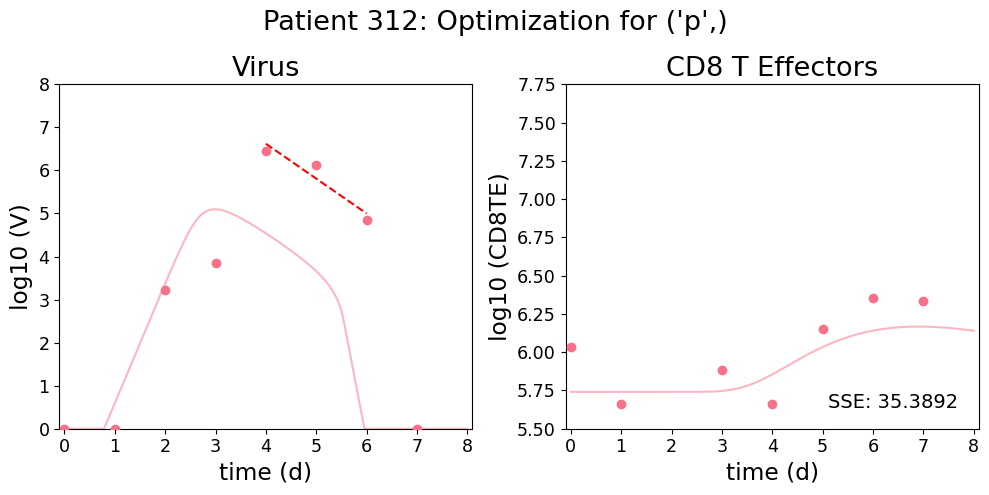 Patient 312: Optimization for ('p',)
Virus
CD8 T Effectors
log10 (V)
8
7
6
5
4
3
2
1
0
0 1 2 3 4 5 6 7 8
time (d)
log10 (CD8TE)
7.75
7.50
7.25
7.00
6.75
6.50
6.25
6.00
5.75
5.50
SSE: 35.3892
0 1 2 3 4 5 6 7 8
time (d)